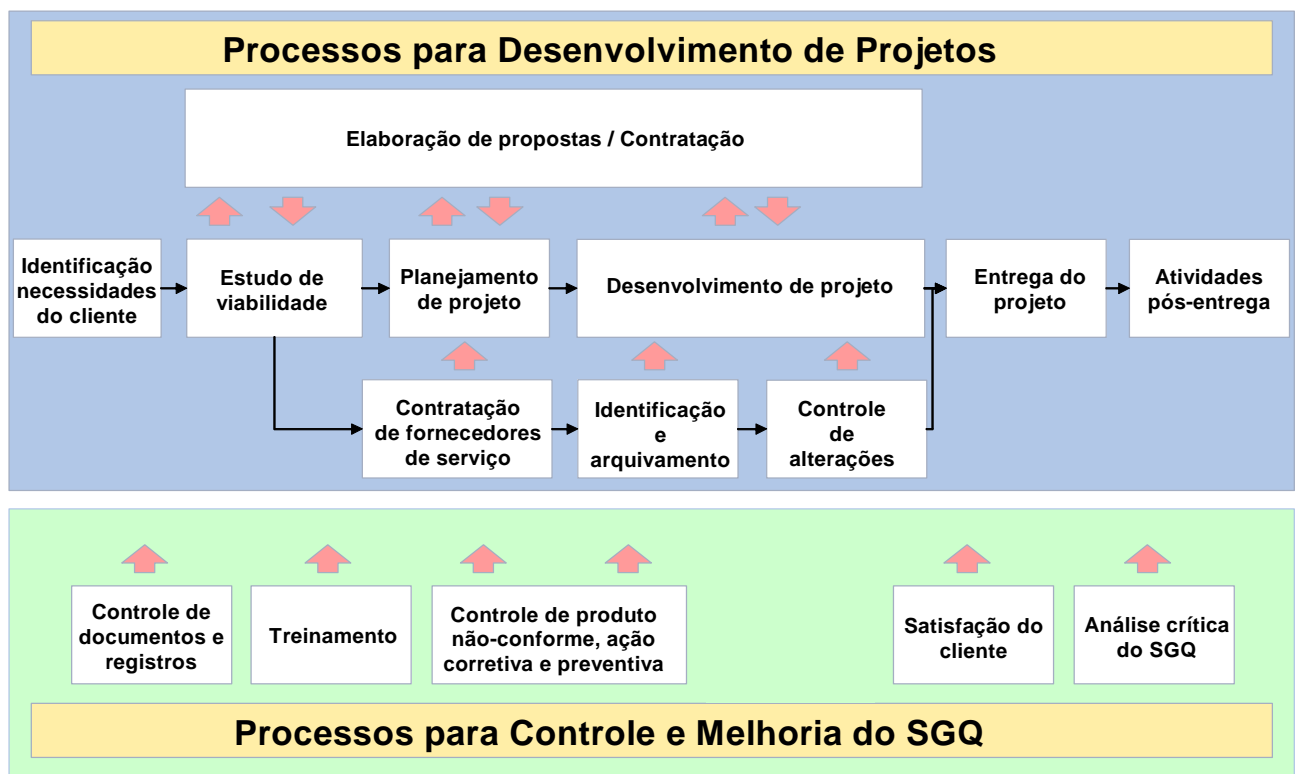 Processos para Desenvolvimento de Projetos
Elaboração de propostas / Contratação
Identificação
necessidades
do cliente
Estudo de
viabilidade
Planejamento
de projeto
Desenvolvimento de projeto
Entrega do
projeto
Atividades
pós-entrega
Contratação
de fornecedores
de serviço
Identificação
e
arquivamento
Controle
de
alterações
Controle de
documentos e
registros
Treinamento
Controle de produto
não-conforme, ação
corretiva e preventiva
Satisfação do
cliente
Análise crítica
do SGQ
Processos para Controle e Melhoria do SGQ